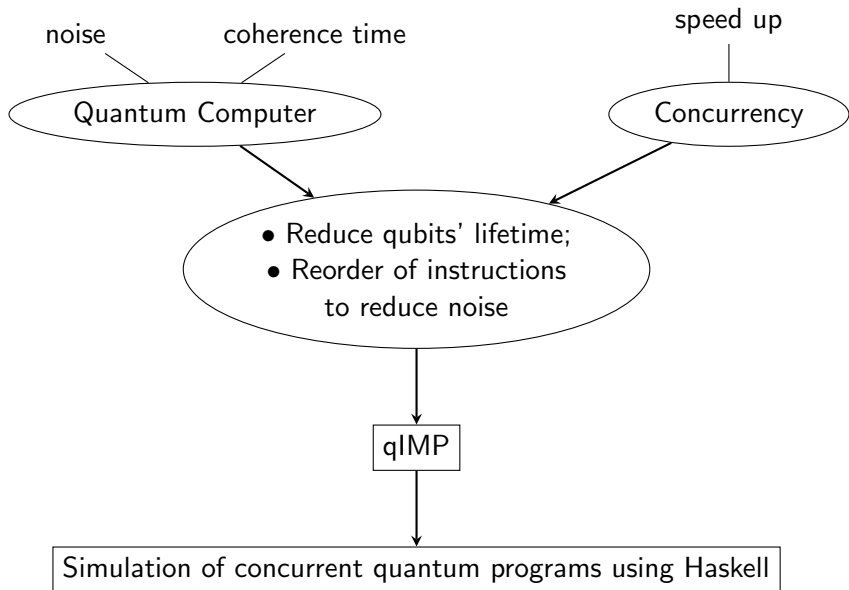 noise
coherence time
speed up
Quantum Computer
Concurrency
• Reduce qubits' lifetime;
• Reorder of instructions
to reduce noise
qIMP
Simulation of concurrent quantum programs using Haskell